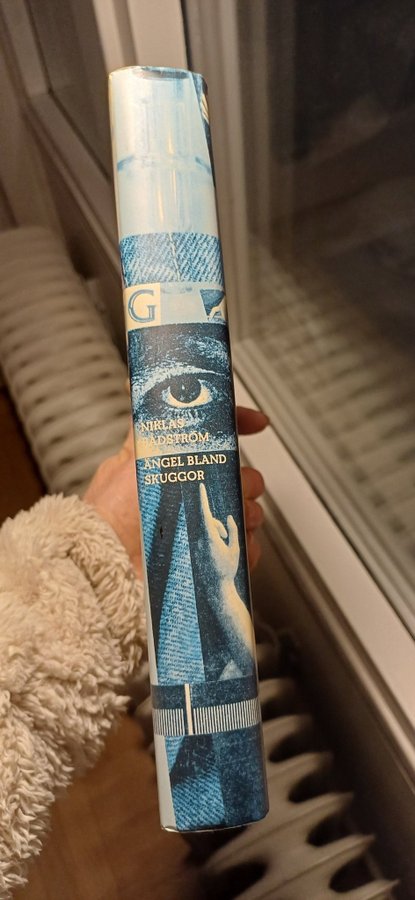 G
NIKLAS
RÅDSTRÖM
ÄNGEL BLAND
SKUGGOR